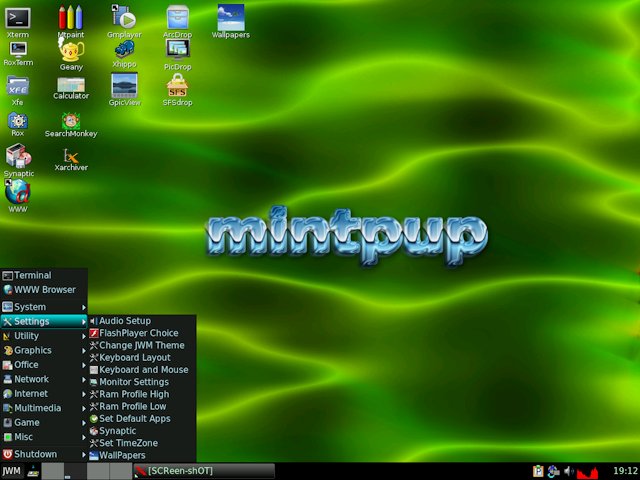 Xterm
Mtpaint
Gmplayer
ArcDrop
Wallpapers
RoxTerm
Geany
Xhippo
PicDrop
Xfe
Calculator
GpicView
SFSdrop
Rox
SearchMonkey
Synaptic
Xarchiver
WWW
XFE
SFS
mintpup
Terminal
WWW Browser
System
Settings
Utility
Graphics
Office
Network
Internet
Multimedia
Game
Misc
Shutdown
Audio Setup
FlashPlayer Choice
Change JWM Theme
Keyboard Layout
Keyboard and Mouse
Monitor Settings
Ram Profile High
Ram Profile Low
Set Default Apps
Synaptic
Set TimeZone
WallPapers
JWM
[SCReen-shOT]
19:12